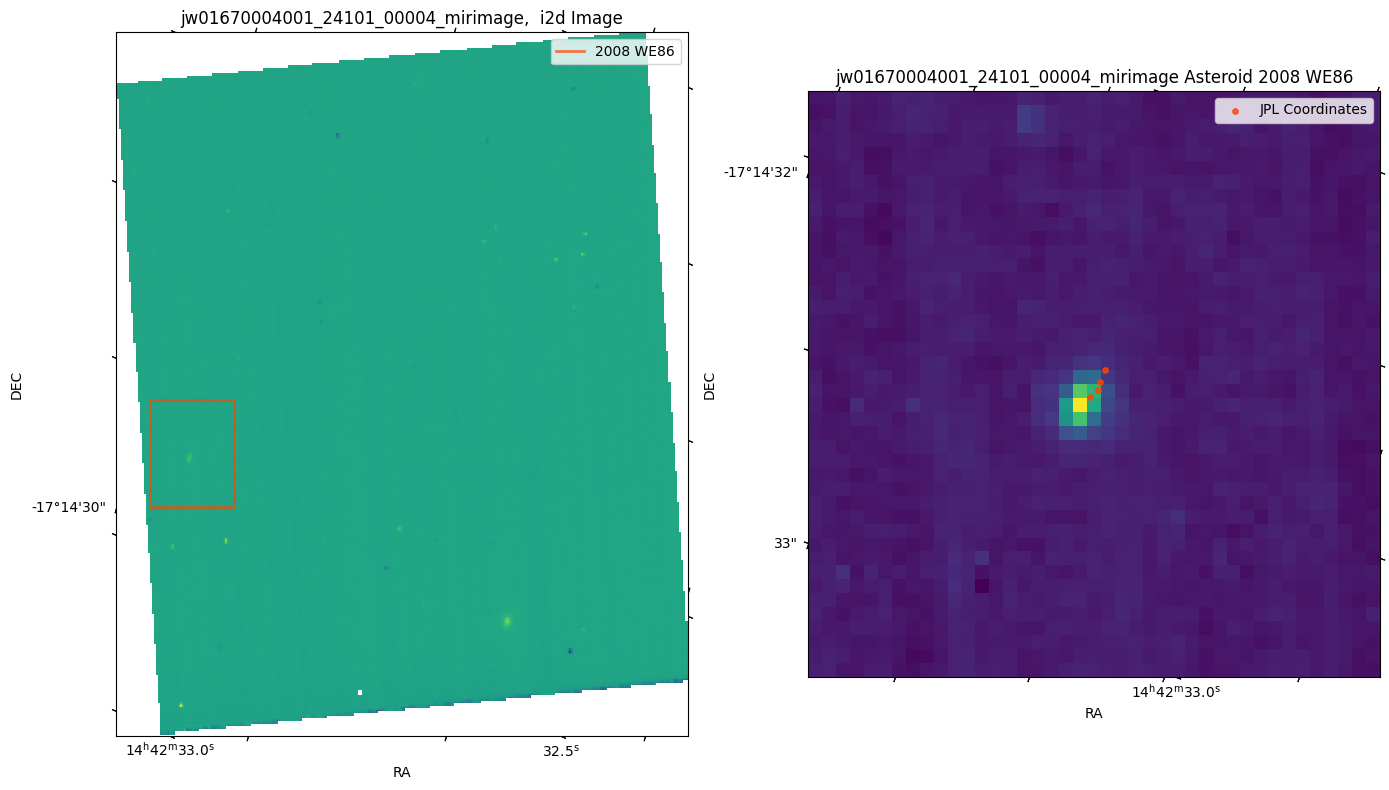 jw01670004001_24101_00004_mirimage,  i2d Image
2008 WE86
DEC
-17°14'30"
14h42m33.0s
32.5s
RA
jw01670004001_24101_00004_mirimage Asteroid 2008 WE86
JPL Coordinates
-17°14'32"
DEC
33"
14h42m33.0s
RA